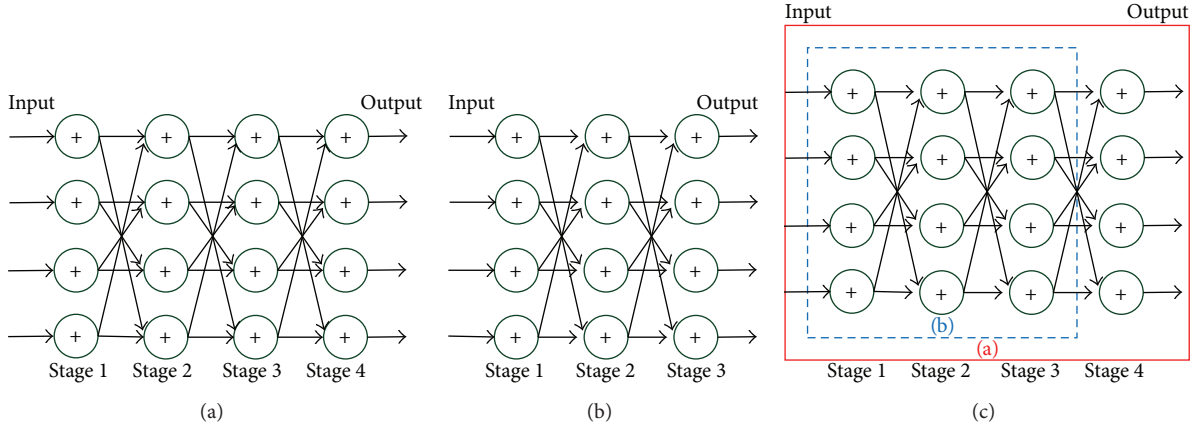 Input Output
+ + + +
+ + + +
+ + + +
+ + + +
Stage 1 Stage 2 Stage 3 Stage 4
(a)
Input Output
+ + +
+ + +
+ + +
+ + +
Stage 1 Stage 2 Stage 3
(b)
Input Output
+ + + +
+ + + +
+ + + +
+ + + +
(b)
(a)
Stage 1 Stage 2 Stage 3 Stage 4
(c)